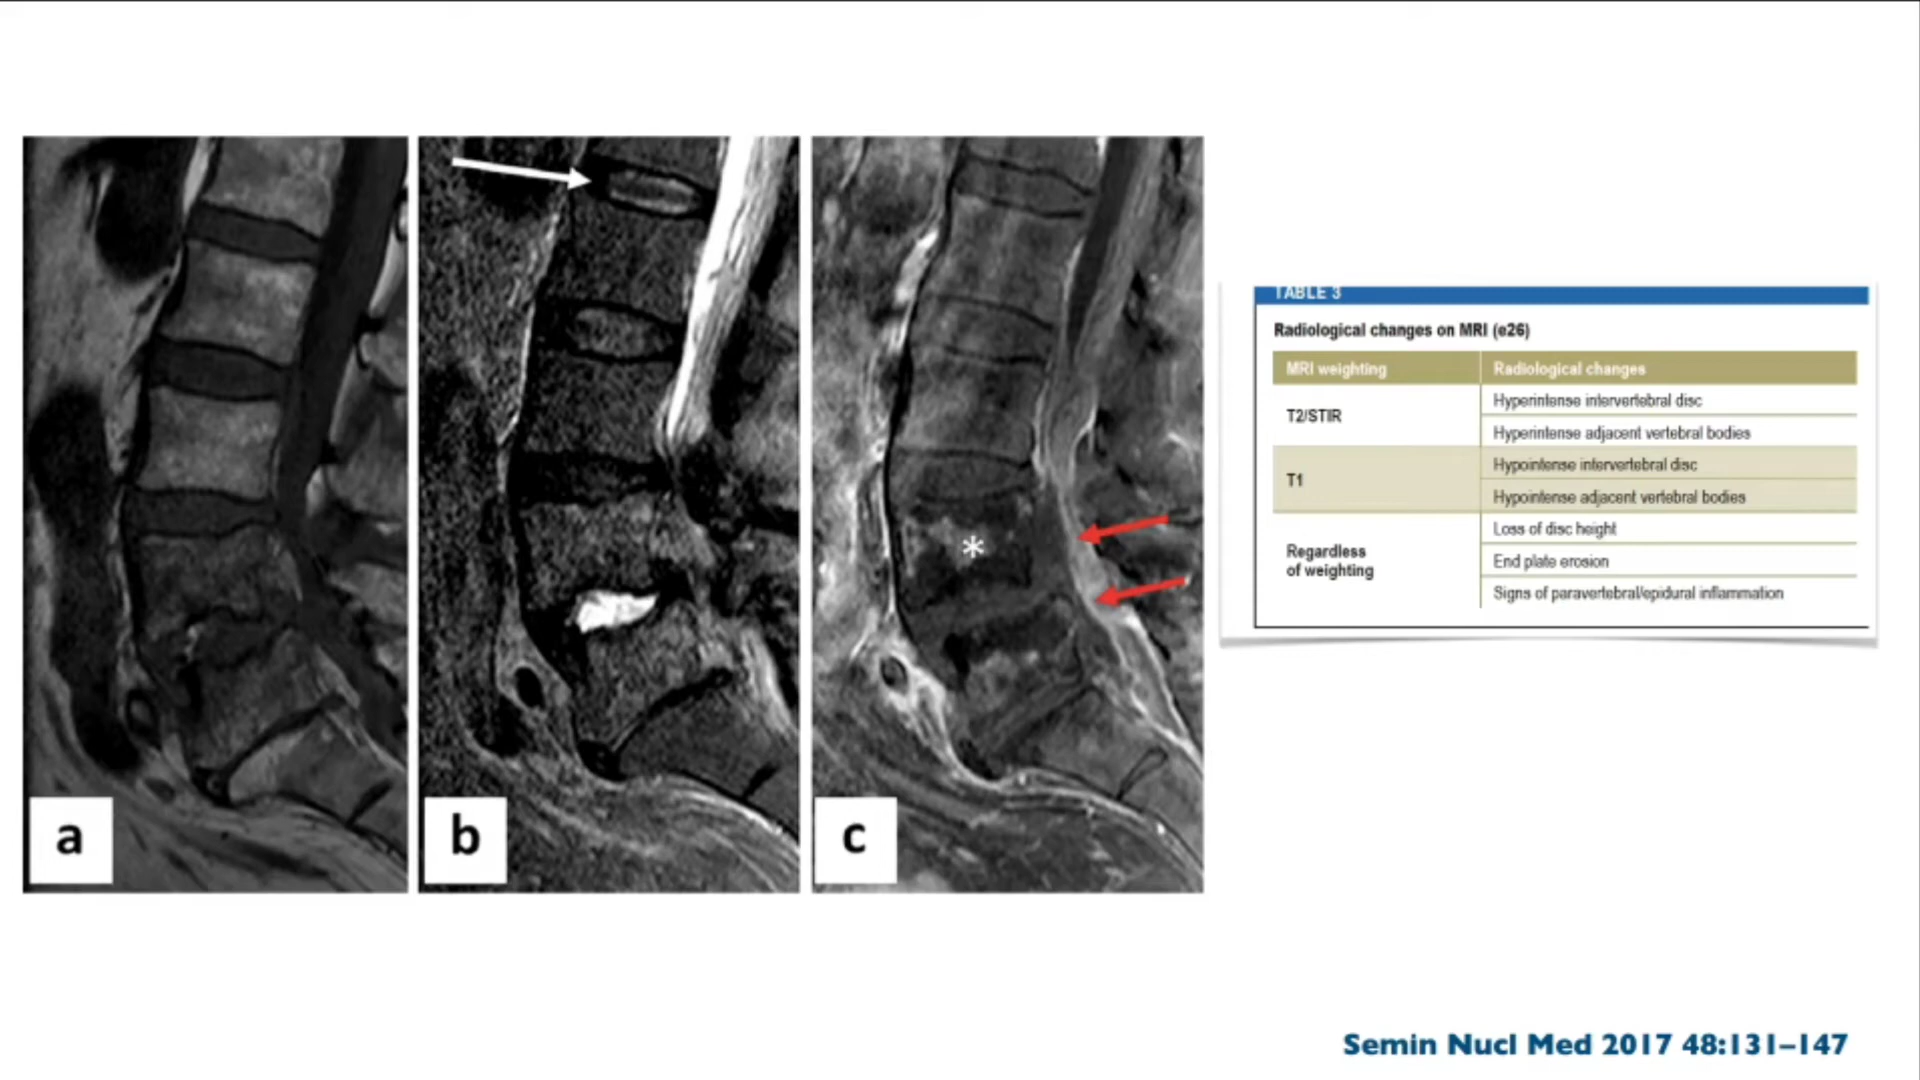 a
b
*
c
TABLE 3
Radiological changes on MRI (e26)
MRI weighting Radiological changes
T2/STIR
Hyperintense intervertebral disc
Hyperintense adjacent vertebral bodies
T1
Hypointense intervertebral disc
Hypointense adjacent vertebral bodies
Regardless
of weighting
Loss of disc height
End plate erosion
Signs of paravertebral/epidural inflammation
Semin Nucl Med 2017 48:131–147